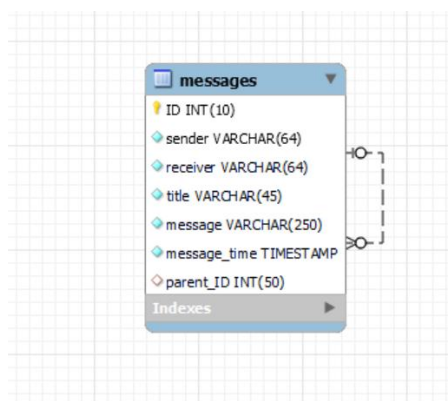 messages
ID INT(10)
sender VARCHAR(64)
receiver VARCHAR(64)
title VARCHAR(45)
message VARCHAR(250)
message_time TIMESTAMP
parent_ID INT(50)
Indexes